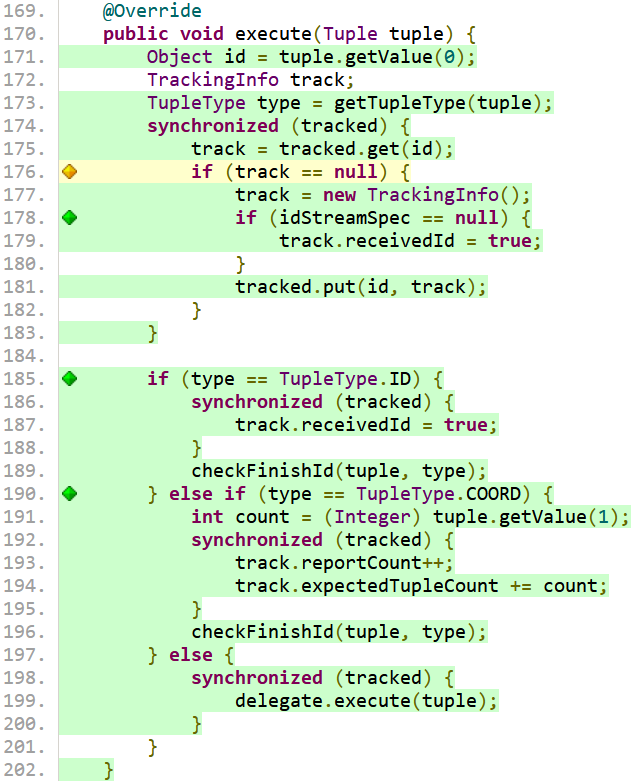 169.     @Override
170.     public void execute(Tuple tuple) {
171.         Object id = tuple.getValue(0);
172.         TrackingInfo track;
173.         TupleType type = getTupleType(tuple);
174.         synchronized (tracked) {
175.             track = tracked.get(id);
176.             if (track == null) {
177.                 track = new TrackingInfo();
178.                 if (idStreamSpec == null) {
179.                     track.receivedId = true;
180.                 }
181.                 tracked.put(id, track);
182.             }
183.         }
184.
185.         if (type == TupleType.ID) {
186.             synchronized (tracked) {
187.                 track.receivedId = true;
188.             }
189.             checkFinishId(tuple, type);
190.         } else if (type == TupleType.COORD) {
191.             int count = (Integer) tuple.getValue(1);
192.             synchronized (tracked) {
193.                 track.reportCount++;
194.                 track.expectedTupleCount += count;
195.             }
196.             checkFinishId(tuple, type);
197.         } else {
198.             synchronized (tracked) {
199.                 delegate.execute(tuple);
200.             }
201.         }
202.     }